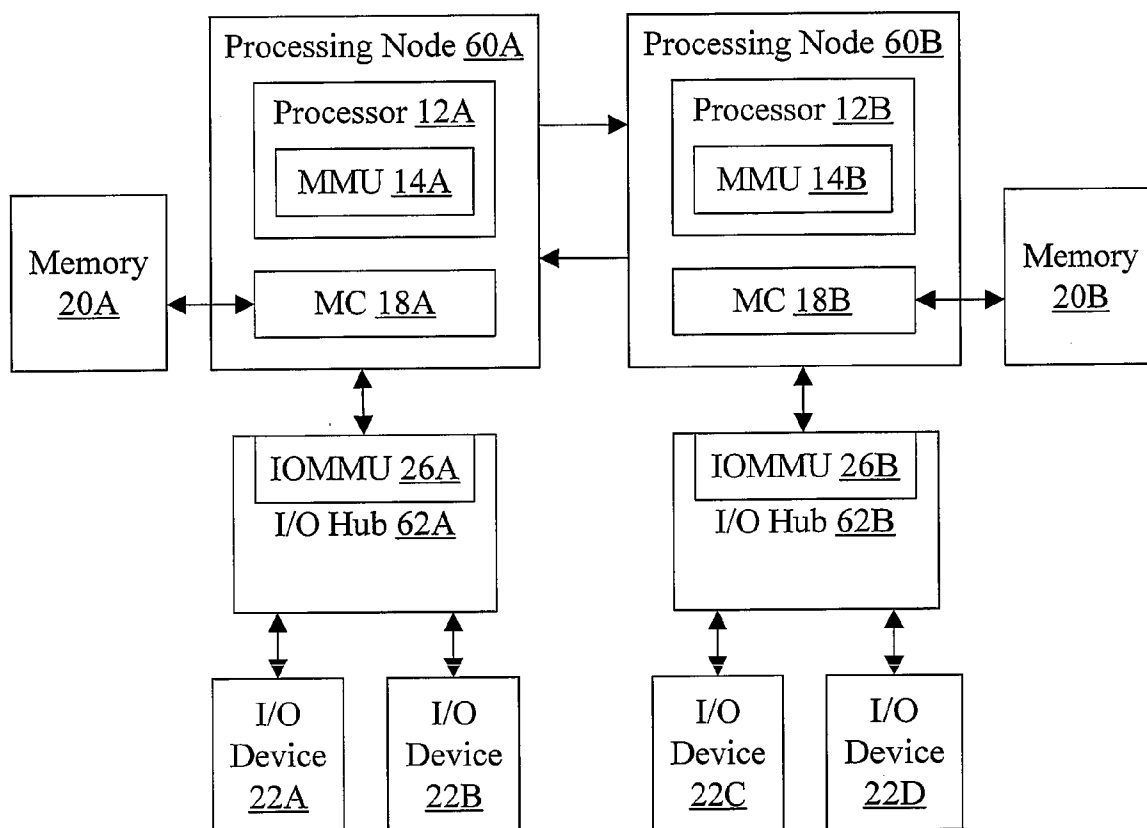 Processing Node 60A
Processor 12A
MMU 14A
MC 18A
Processing Node 60B
Processor 12B
MMU 14B
MC 18B
Memory
20A
Memory
20B
IOMMU 26A
I/O Hub 62A
IOMMU 26B
I/O Hub 62B
I/O
Device
22A
I/O
Device
22B
I/O
Device
22C
I/O
Device
22D